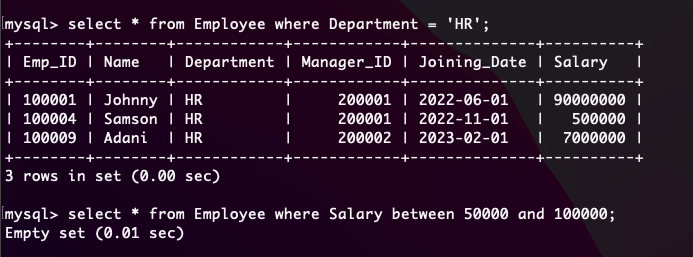 mysql> select * from Employee where Department = 'HR';
+--------+--------+------------+------------+--------------+----------+
| Emp_ID | Name   | Department | Manager_ID | Joining_Date | Salary   |
+--------+--------+------------+------------+--------------+----------+
| 100001 | Johnny | HR         |     200001 | 2022-06-01   | 90000000 |
| 100004 | Samson | HR         |     200001 | 2022-11-01   |   500000 |
| 100009 | Adani  | HR         |     200002 | 2023-02-01   |  7000000 |
+--------+--------+------------+------------+--------------+----------+
3 rows in set (0.00 sec)
mysql> select * from Employee where Salary between 50000 and 100000;
Empty set (0.01 sec)